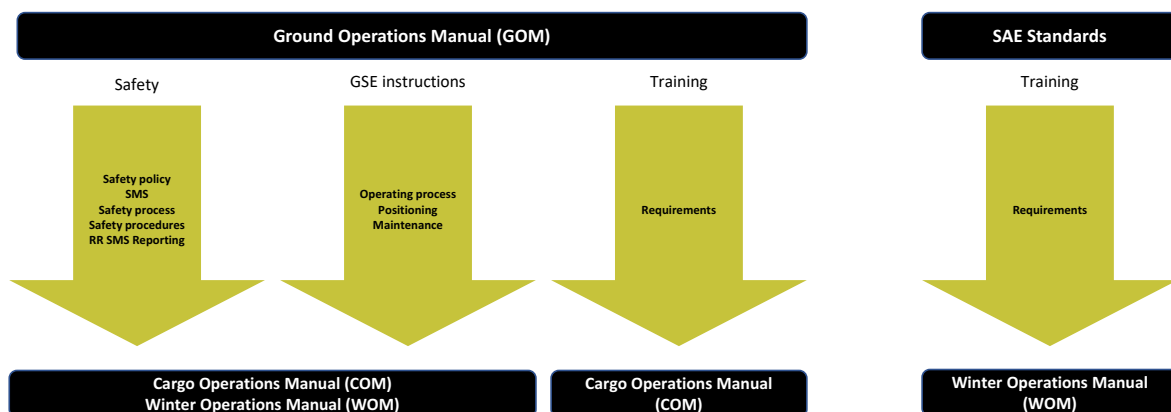 Ground Operations Manual (GOM)
SAE Standards
Safety
GSE instructions
Training
Training
Safety policy
SMS
Safety process
Safety procedures
RR SMS Reporting
Operating process
Positioning
Maintenance
Requirements
Requirements
Cargo Operations Manual (COM)
Winter Operations Manual (WOM)
Cargo Operations Manual
(COM)
Winter Operations Manual
(WOM)